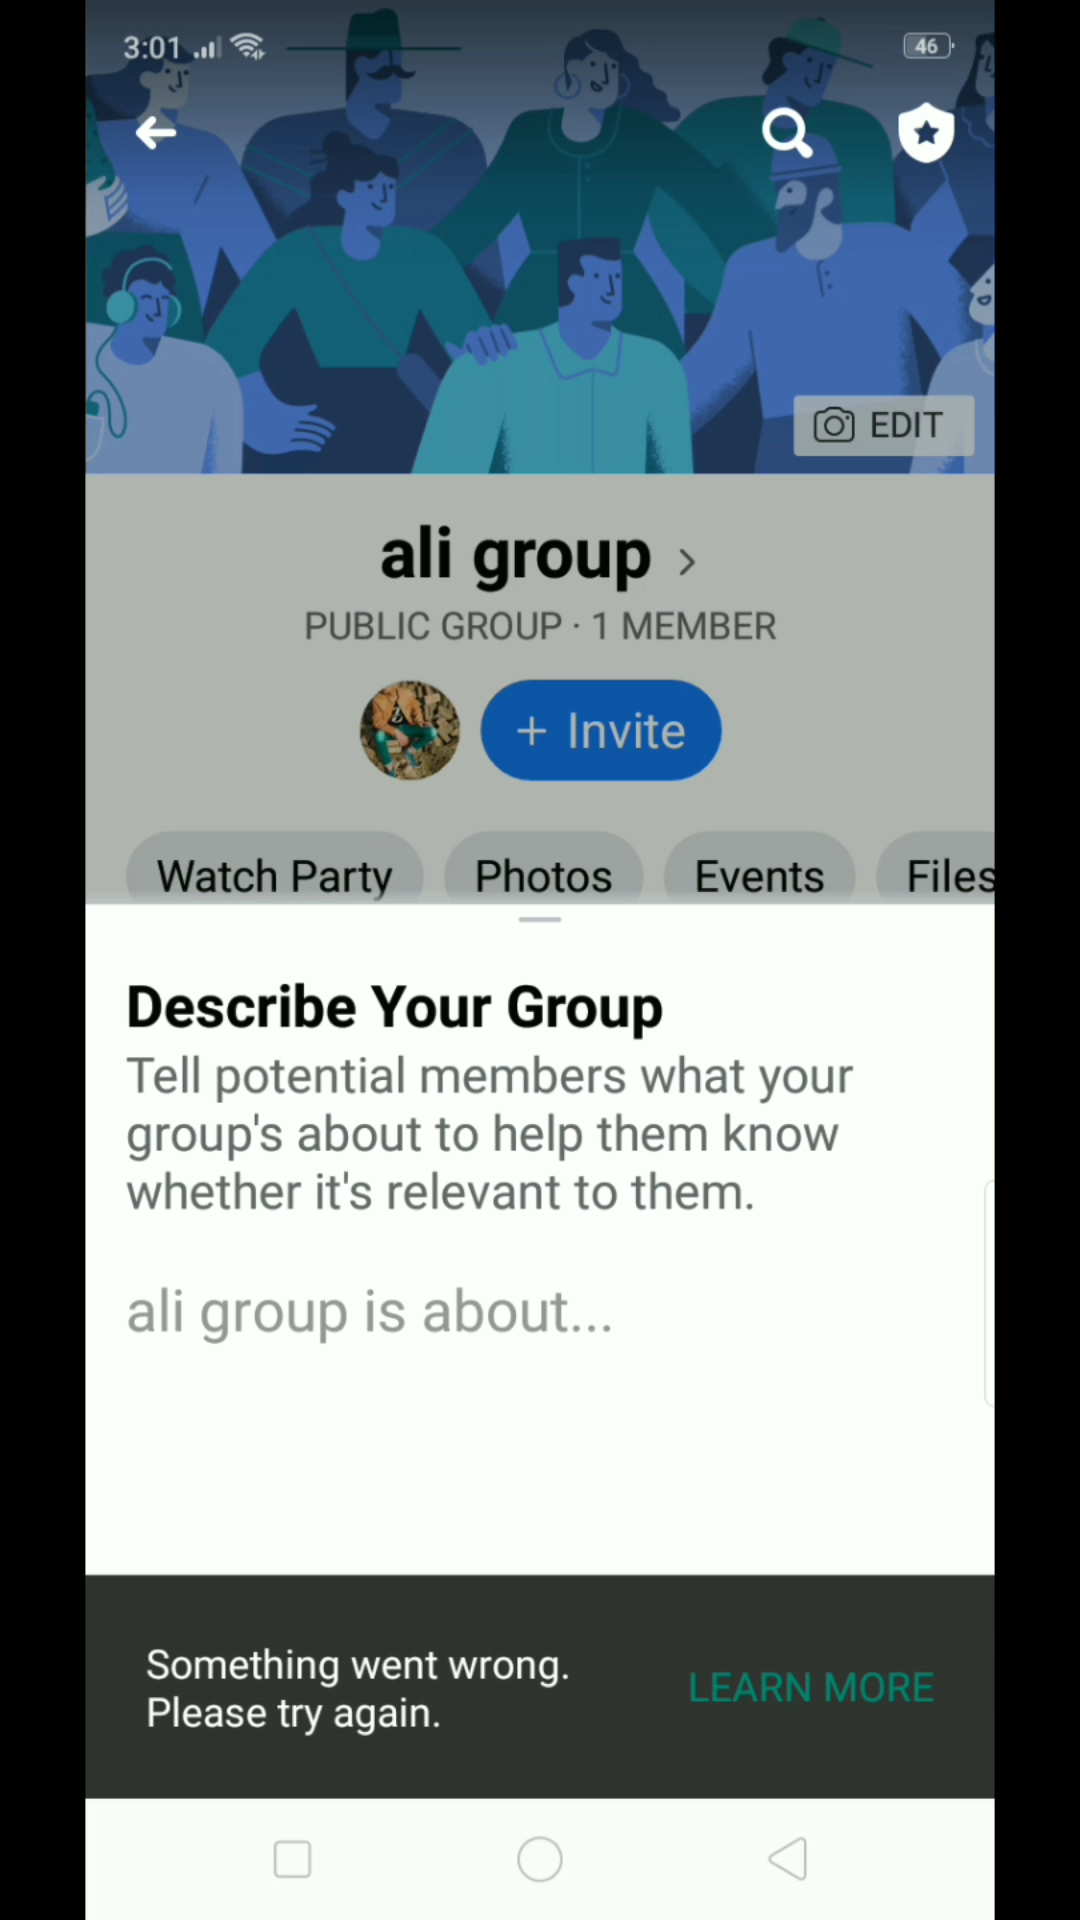 3:01
46
EDIT
ali group
PUBLIC GROUP · 1 MEMBER
+ Invite
Watch Party
Photos
Events
Files
Describe Your Group
Tell potential members what your
group's about to help them know
whether it's relevant to them.
ali group is about...
Something went wrong.
Please try again.
LEARN MORE